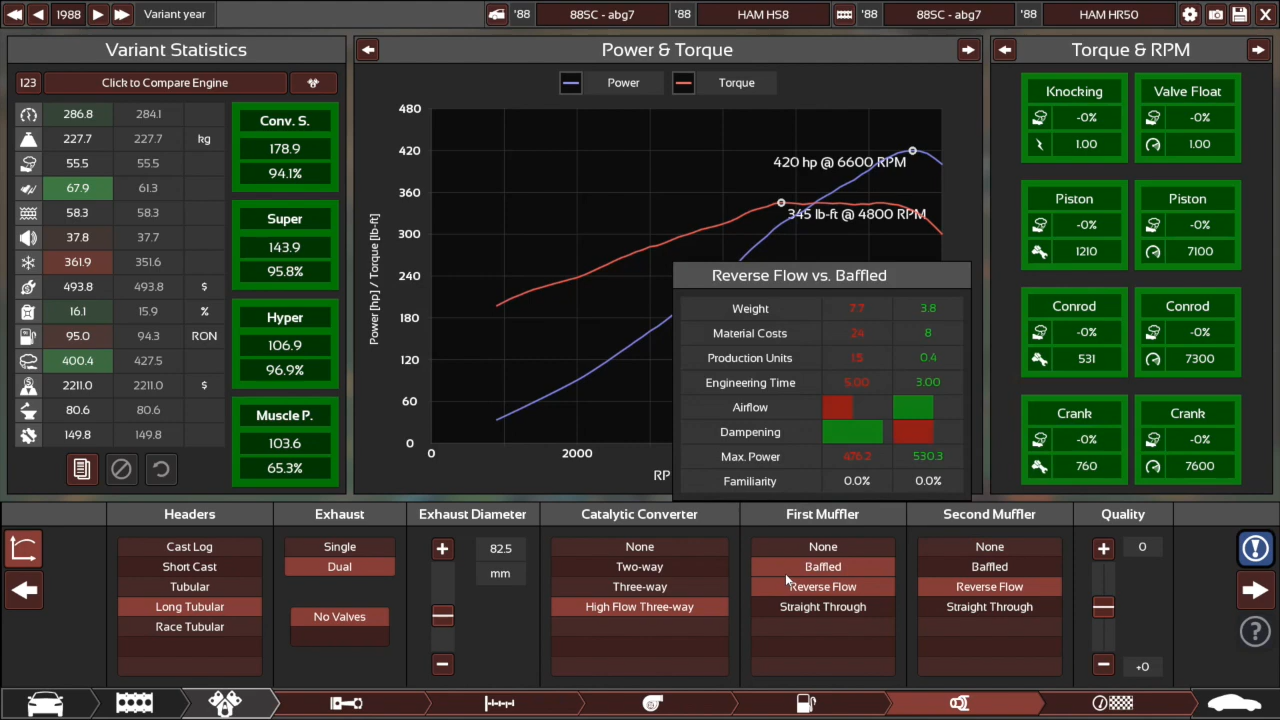 1988 Variant year '88 88SC - abg7 '88 HAM HS8 '88 88SC - abg7 '88 HAM HR50
Variant Statistics
123 Click to Compare Engine
286.8 284.1
227.7 227.7 kg
55.5 55.5
67.9 61.3
58.3 58.3
37.8 37.7
361.9 351.6
493.8 493.8 $
16.1 15.9 %
95.0 94.3 RON
400.4 427.5
2211.0 2211.0 $
80.6 80.6
149.8 149.8
Conv. S.
178.9
94.1%
Super
143.9
95.8%
Hyper
106.9
96.9%
Muscle P.
103.6
65.3%
Power & Torque
Power Torque
Power [hp] / Torque [lb-ft]
480
420
360
300
240
180
120
60
0
0 2000
RP
420 hp @ 6600 RPM
345 lb-ft @ 4800 RPM
Reverse Flow vs. Baffled
Weight 7.7 3.8
Material Costs 24 8
Production Units 1.5 0.4
Engineering Time 5.00 3.00
Airflow
Dampening
Max. Power 476.2 530.3
Familiarity 0.0% 0.0%
Torque & RPM
Knocking Valve Float
-0% -0%
1.00 1.00
Piston Piston
-0% -0%
1210 7100
Conrod Conrod
-0% -0%
531 7300
Crank Crank
-0% -0%
760 7600
Headers
Cast Log
Short Cast
Tubular
Long Tubular
Race Tubular
Exhaust
Single
Dual
No Valves
Exhaust Diameter
82.5
mm
Catalytic Converter
None
Two-way
Three-way
High Flow Three-way
First Muffler
None
Baffled
Reverse Flow
Straight Through
Second Muffler
None
Baffled
Reverse Flow
Straight Through
Quality
0
+0